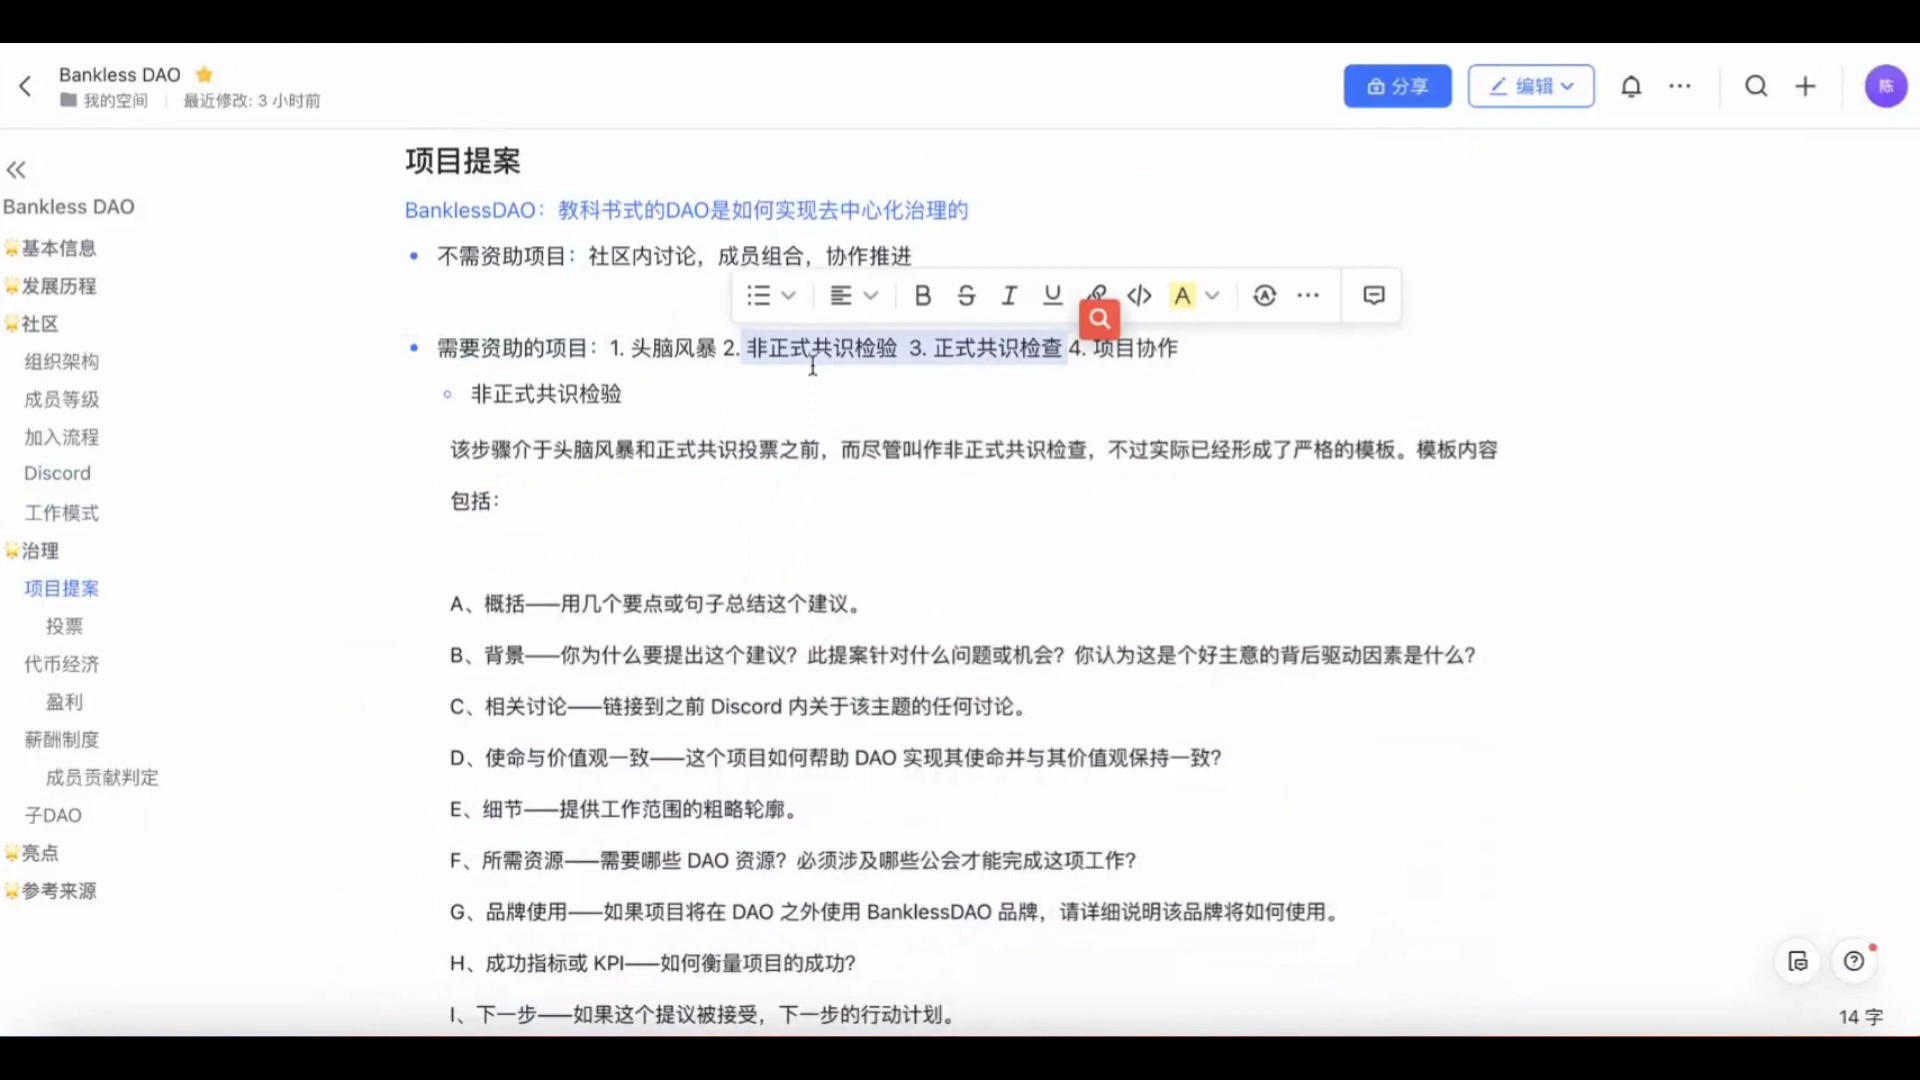 Bankless DAO
我的空间 最近修改: 3 小时前
分享
编辑
陈
Bankless DAO
基本信息
发展历程
社区
组织架构
成员等级
加入流程
Discord
工作模式
治理
项目提案
投票
代币经济
盈利
薪酬制度
成员贡献判定
子DAO
亮点
参考来源
项目提案
BanklessDAO：教科书式的DAO是如何实现去中心化治理的
不需资助项目：社区内讨论，成员组合，协作推进
B S I U A
需要资助的项目：1. 头脑风暴 2. 非正式共识检验 3. 正式共识检查 4. 项目协作
非正式共识检验
该步骤介于头脑风暴和正式共识投票之前，而尽管叫作非正式共识检查，不过实际已经形成了严格的模板。模板内容
包括：
A、概括——用几个要点或句子总结这个建议。
B、背景——你为什么要提出这个建议？此提案针对什么问题或机会？你认为这是个好主意的背后驱动因素是什么？
C、相关讨论——链接到之前 Discord 内关于该主题的任何讨论。
D、使命与价值观一致——这个项目如何帮助 DAO 实现其使命并与其价值观保持一致？
E、细节——提供工作范围的粗略轮廓。
F、所需资源——需要哪些 DAO 资源？必须涉及哪些公会才能完成这项工作？
G、品牌使用——如果项目将在 DAO 之外使用 BanklessDAO 品牌，请详细说明该品牌将如何使用。
H、成功指标或 KPI——如何衡量项目的成功？
I、下一步——如果这个提议被接受，下一步的行动计划。
14 字